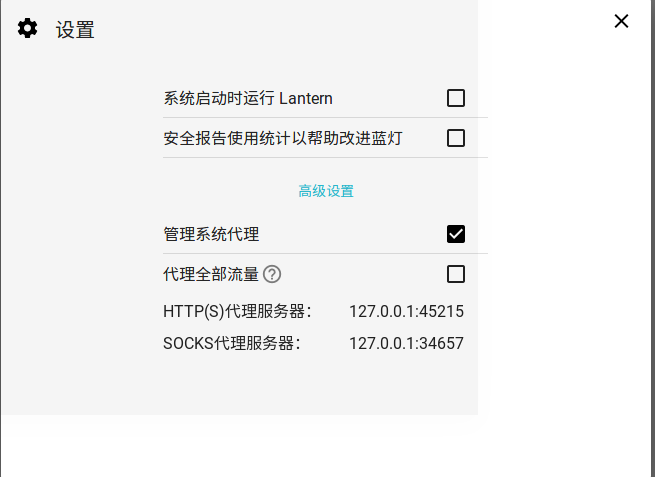 设置
系统启动时运行 Lantern
安全报告使用统计以帮助改进蓝灯
高级设置
管理系统代理
代理全部流量 ?
HTTP(S)代理服务器： 127.0.0.1:45215
SOCKS代理服务器： 127.0.0.1:34657